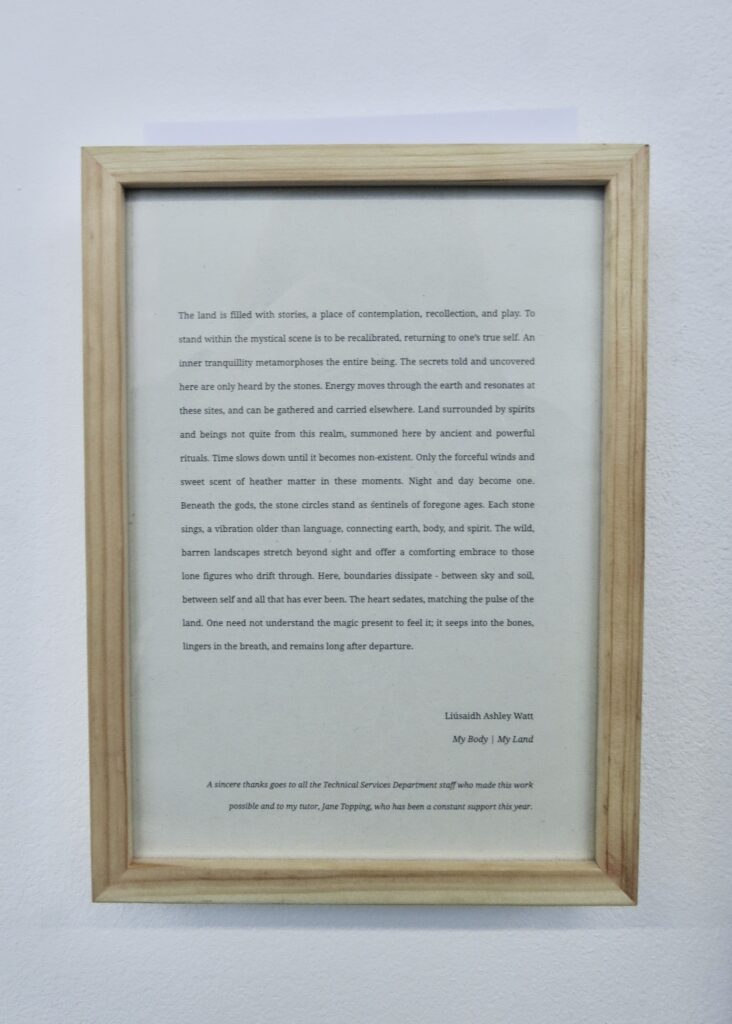 The land is filled with stories, a place of contemplation, recollection, and play. To
stand within the mystical scene is to be recalibrated, returning to one's true self. An
inner tranquillity metamorphoses the entire being. The secrets told and uncovered
here are only heard by the stones. Energy moves through the earth and resonates at
these sites, and can be gathered and carried elsewhere. Land surrounded by spirits
and beings not quite from this realm, summoned here by ancient and powerful
rituals. Time slows down until it becomes non-existent. Only the forceful winds and
sweet scent of heather matter in these moments. Night and day become one.
Beneath the gods, the stone circles stand as sentinels of foregone ages. Each stone
sings, a vibration older than language, connecting earth, body, and spirit. The wild,
barren landscapes stretch beyond sight and offer a comforting embrace to those
lone figures who drift through. Here, boundaries dissipate - between sky and soil,
between self and all that has ever been. The heart sedates, matching the pulse of the
land. One need not understand the magic present to feel it; it seeps into the bones,
lingers in the breath, and remains long after departure.
Liúsaidh Ashley Watt
My Body | My Land
A sincere thanks goes to all the Technical Services Department staff who made this work
possible and to my tutor, Jane Topping, who has been a constant support this year.